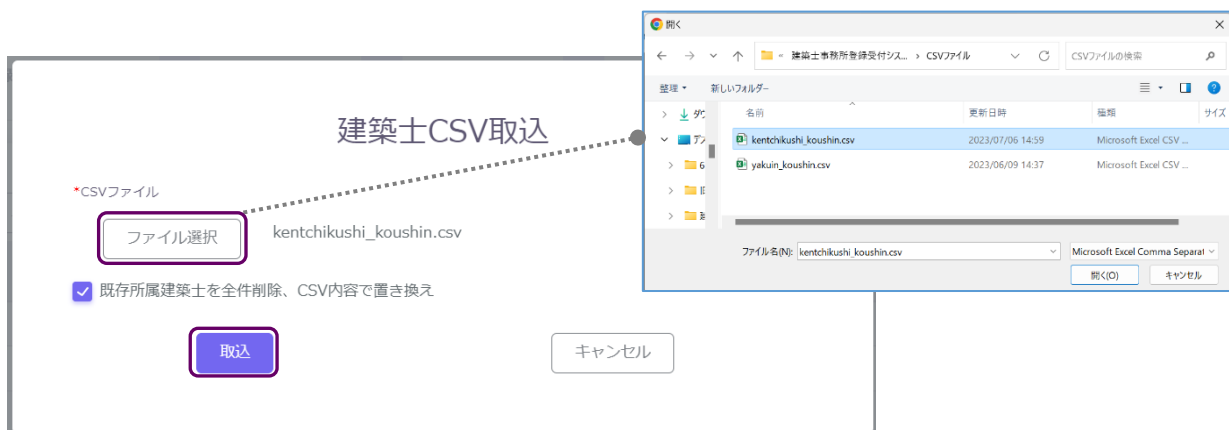 建築士CSV取込
*CSVファイル
ファイル選択
kentchikushi_koushin.csv
既存所属建築士を全件削除、CSV内容で置き換え
取込
キャンセル
開く
建築士事務所登録受付シス... › CSVファイル
CSVファイルの検索
整理
新しいフォルダー
名前
更新日時
種類
サイズ
kentchikushi_koushin.csv
2023/07/06 14:59
Microsoft Excel CSV ...
yakuin_koushin.csv
2023/06/09 14:37
Microsoft Excel CSV ...
ファイル名(N):
kentchikushi_koushin.csv
Microsoft Excel Comma Separat
開く(O)
キャンセル